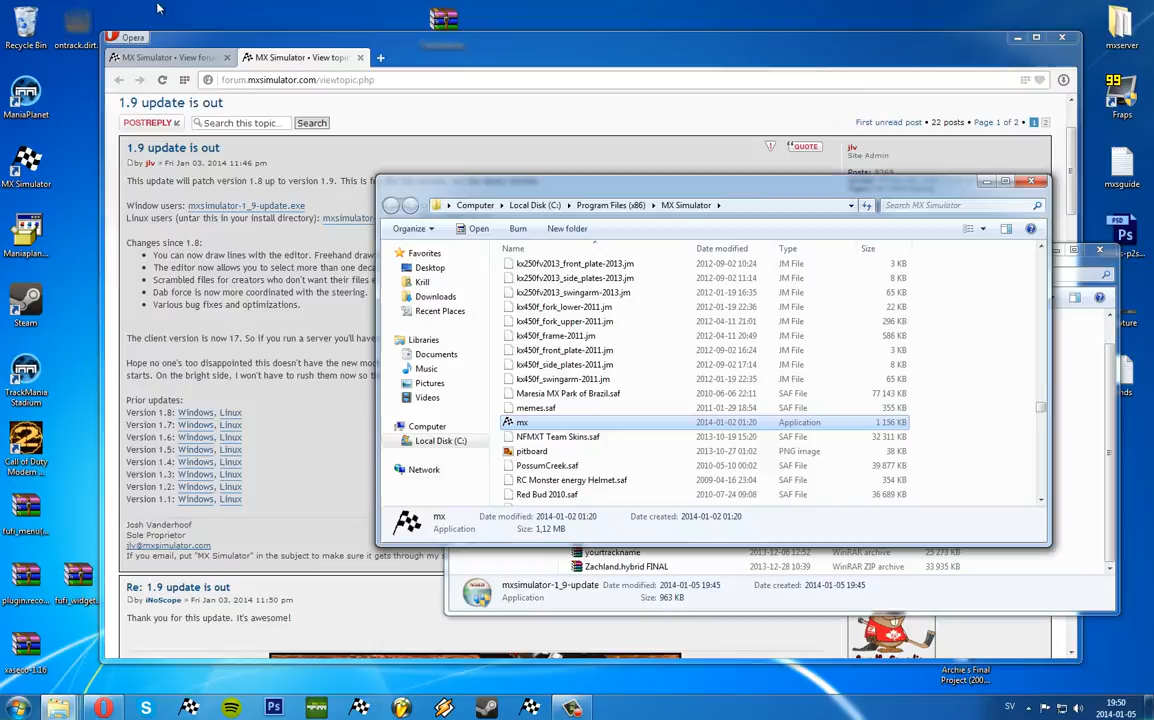 Recycle Bin
ontrack.dirt.
ManiaPlanet
MX Simulator
Maniaplan...
Steam
TrackMania
Stadium
Call of Duty
Modern ...
fufi_menu(...
plugin.reco...
fufi_widget.
xaseco-1.16
mxserver
99
Fraps
mxguide
PSD
Ps
Opera
MX Simulator • View foru
MX Simulator • View topi
forum.mxsimulator.com/viewtopic.php
1.9 update is out
POSTREPLY
Search this topic...
Search
First unread post • 22 posts • Page 1 of 2 • 1 2
1.9 update is out
by jlv » Fri Jan 03, 2014 11:46 pm
QUOTE
jlv
Site Admin
Window users: mxsimulator-1_9-update.exe
Linux users (untar this in your install directory): mxsimulator-
Changes since 1.8:
You can now draw lines with the editor. Freehand draw
The editor now allows you to select more than one deca
Scrambled files for creators who don't want their files e
Dab force is now more coordinated with the steering.
Various bug fixes and optimizations.
The client version is now 17. So if you run a server you'll have
Hope no one's too disappointed this doesn't have the new mod
starts. On the bright side, I won't have to rush them now so t
Prior updates:
Version 1.8: Windows, Linux
Version 1.7: Windows, Linux
Version 1.6: Windows, Linux
Version 1.5: Windows, Linux
Version 1.4: Windows, Linux
Version 1.3: Windows, Linux
Version 1.2: Windows, Linux
Version 1.1: Windows, Linux
Josh Vanderhoof
Sole Proprietor
jlv@mxsimulator.com
If you email, put "MX Simulator" in the subject to make sure it gets through my
Re: 1.9 update is out
by iNoScope » Fri Jan 03, 2014 11:50 pm
Thank you for this update. It's awesome!
Computer Local Disk (C:) Program Files (x86) MX Simulator
Search MX Simulator
Organize Open Burn New folder
Favorites
Desktop
Krill
Downloads
Recent Places
Libraries
Documents
Music
Pictures
Videos
Computer
Local Disk (C:)
Network
Name Date modified Type Size
kx250fv2013_front_plate-2013.jm 2012-09-02 10:24 JM File 3 KB
kx250fv2013_side_plates-2013.jm 2012-09-02 11:14 JM File 8 KB
kx250fv2013_swingarm-2013.jm 2012-01-19 16:35 JM File 65 KB
kx450f_fork_lower-2011.jm 2012-01-19 22:36 JM File 22 KB
kx450f_fork_upper-2011.jm 2012-04-11 21:01 JM File 296 KB
kx450f_frame-2011.jm 2012-04-11 20:49 JM File 586 KB
kx450f_front_plate-2011.jm 2012-09-02 16:24 JM File 3 KB
kx450f_side_plates-2011.jm 2012-09-02 17:14 JM File 8 KB
kx450f_swingarm-2011.jm 2012-01-19 22:35 JM File 65 KB
Maresia MX Park of Brazil.saf 2010-06-06 22:11 SAF File 77 143 KB
memes.saf 2011-01-29 18:54 SAF File 355 KB
mx 2014-01-02 01:20 Application 1 156 KB
NFMXT Team Skins.saf 2013-10-19 15:20 SAF File 32 311 KB
pitboard 2013-10-27 01:02 PNG image 38 KB
PossumCreek.saf 2010-05-10 00:02 SAF File 39 877 KB
RC Monster energy Helmet.saf 2009-04-16 23:04 SAF File 354 KB
Red Bud 2010.saf 2010-07-24 09:08 SAF File 36 689 KB
mx Date modified: 2014-01-02 01:20 Date created: 2014-01-02 01:20
Application Size: 1,12 MB
yourtrackname 2013-12-06 12:52 WinRAR archive 25 273 KB
Zachland.hybrid FINAL 2013-12-28 10:39 WinRAR ZIP archive 33 935 KB
mxsimulator-1_9-update Date modified: 2014-01-05 19:45 Date created: 2014-01-05 19:45
Application Size: 963 KB
Archie's Final
Project (200...
SV
19:50
2014-01-05